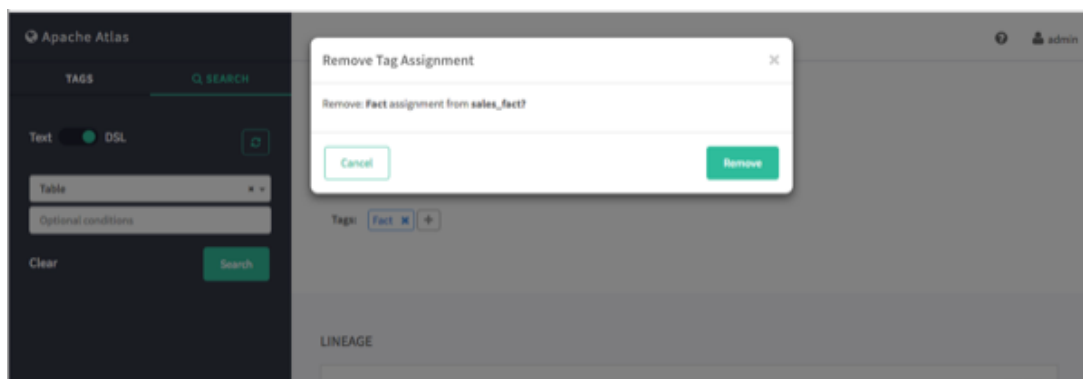 Apache Atlas
admin
TAGS
SEARCH
Remove Tag Assignment
Remove: Fact assignment from sales_fact?
Cancel
Remove
Text
DSL
Table
Optional conditions
Clear
Search
Tags: Fact
LINEAGE